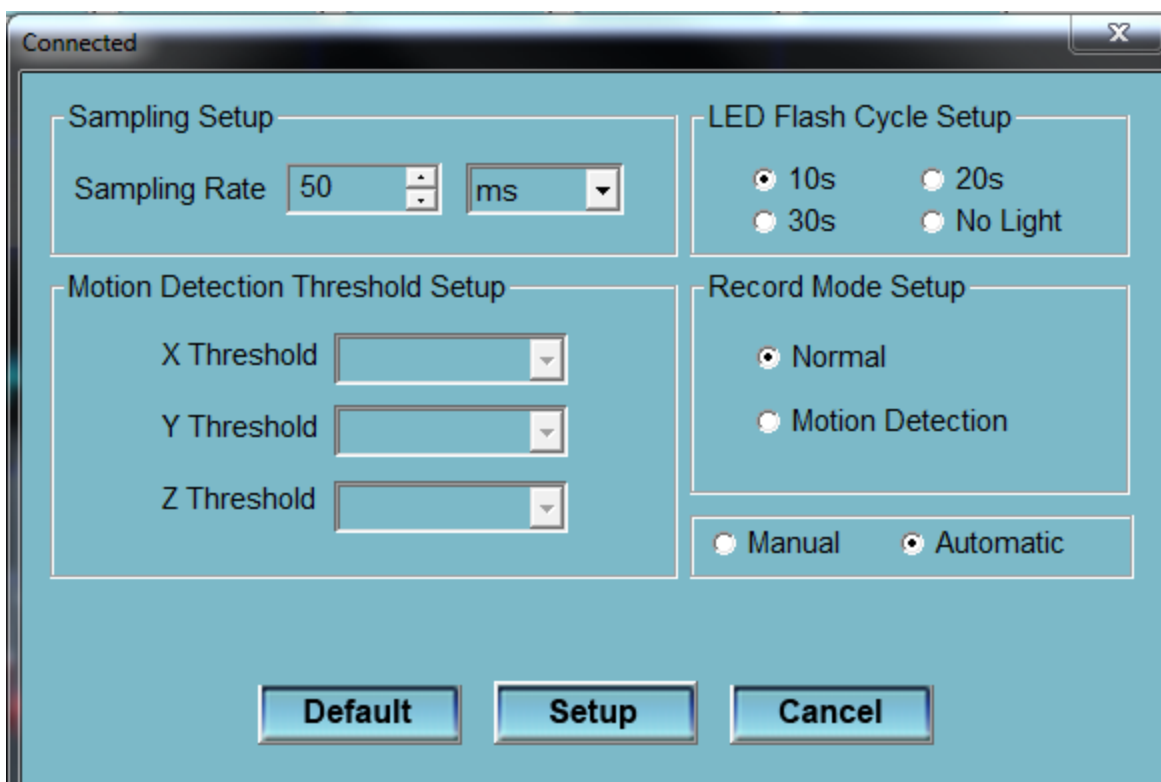 Connected
X
Sampling Setup
Sampling Rate 50 ms
LED Flash Cycle Setup
10s 20s
30s No Light
Motion Detection Threshold Setup
X Threshold
Y Threshold
Z Threshold
Record Mode Setup
Normal
Motion Detection
Manual Automatic
Default Setup Cancel